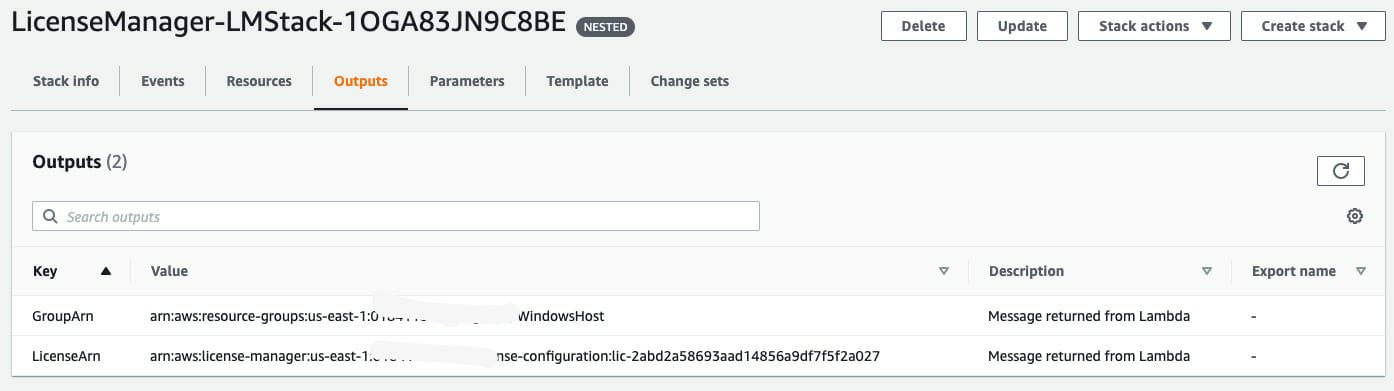 LicenseManager-LMStack-1OGA83JN9C8BE NESTED
Delete Update Stack actions Create stack
Stack info Events Resources Outputs Parameters Template Change sets
Outputs (2)
Search outputs
Key Value Description Export name
GroupArn arn:aws:resource-groups:us-east-1: WindowsHost Message returned from Lambda -
LicenseArn arn:aws:license-manager:us-east-1: nse-configuration:lic-2abd2a58693aad14856a9df7f5f2a027 Message returned from Lambda -